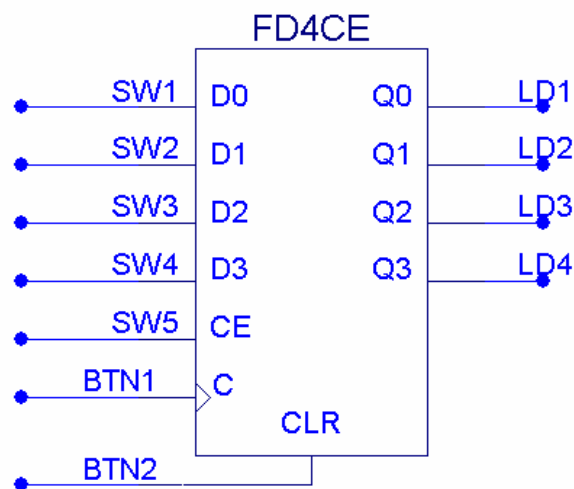 FD4CE
SW1 D0 Q0 LD1
SW2 D1 Q1 LD2
SW3 D2 Q2 LD3
SW4 D3 Q3 LD4
SW5 CE
BTN1 C
CLR
BTN2